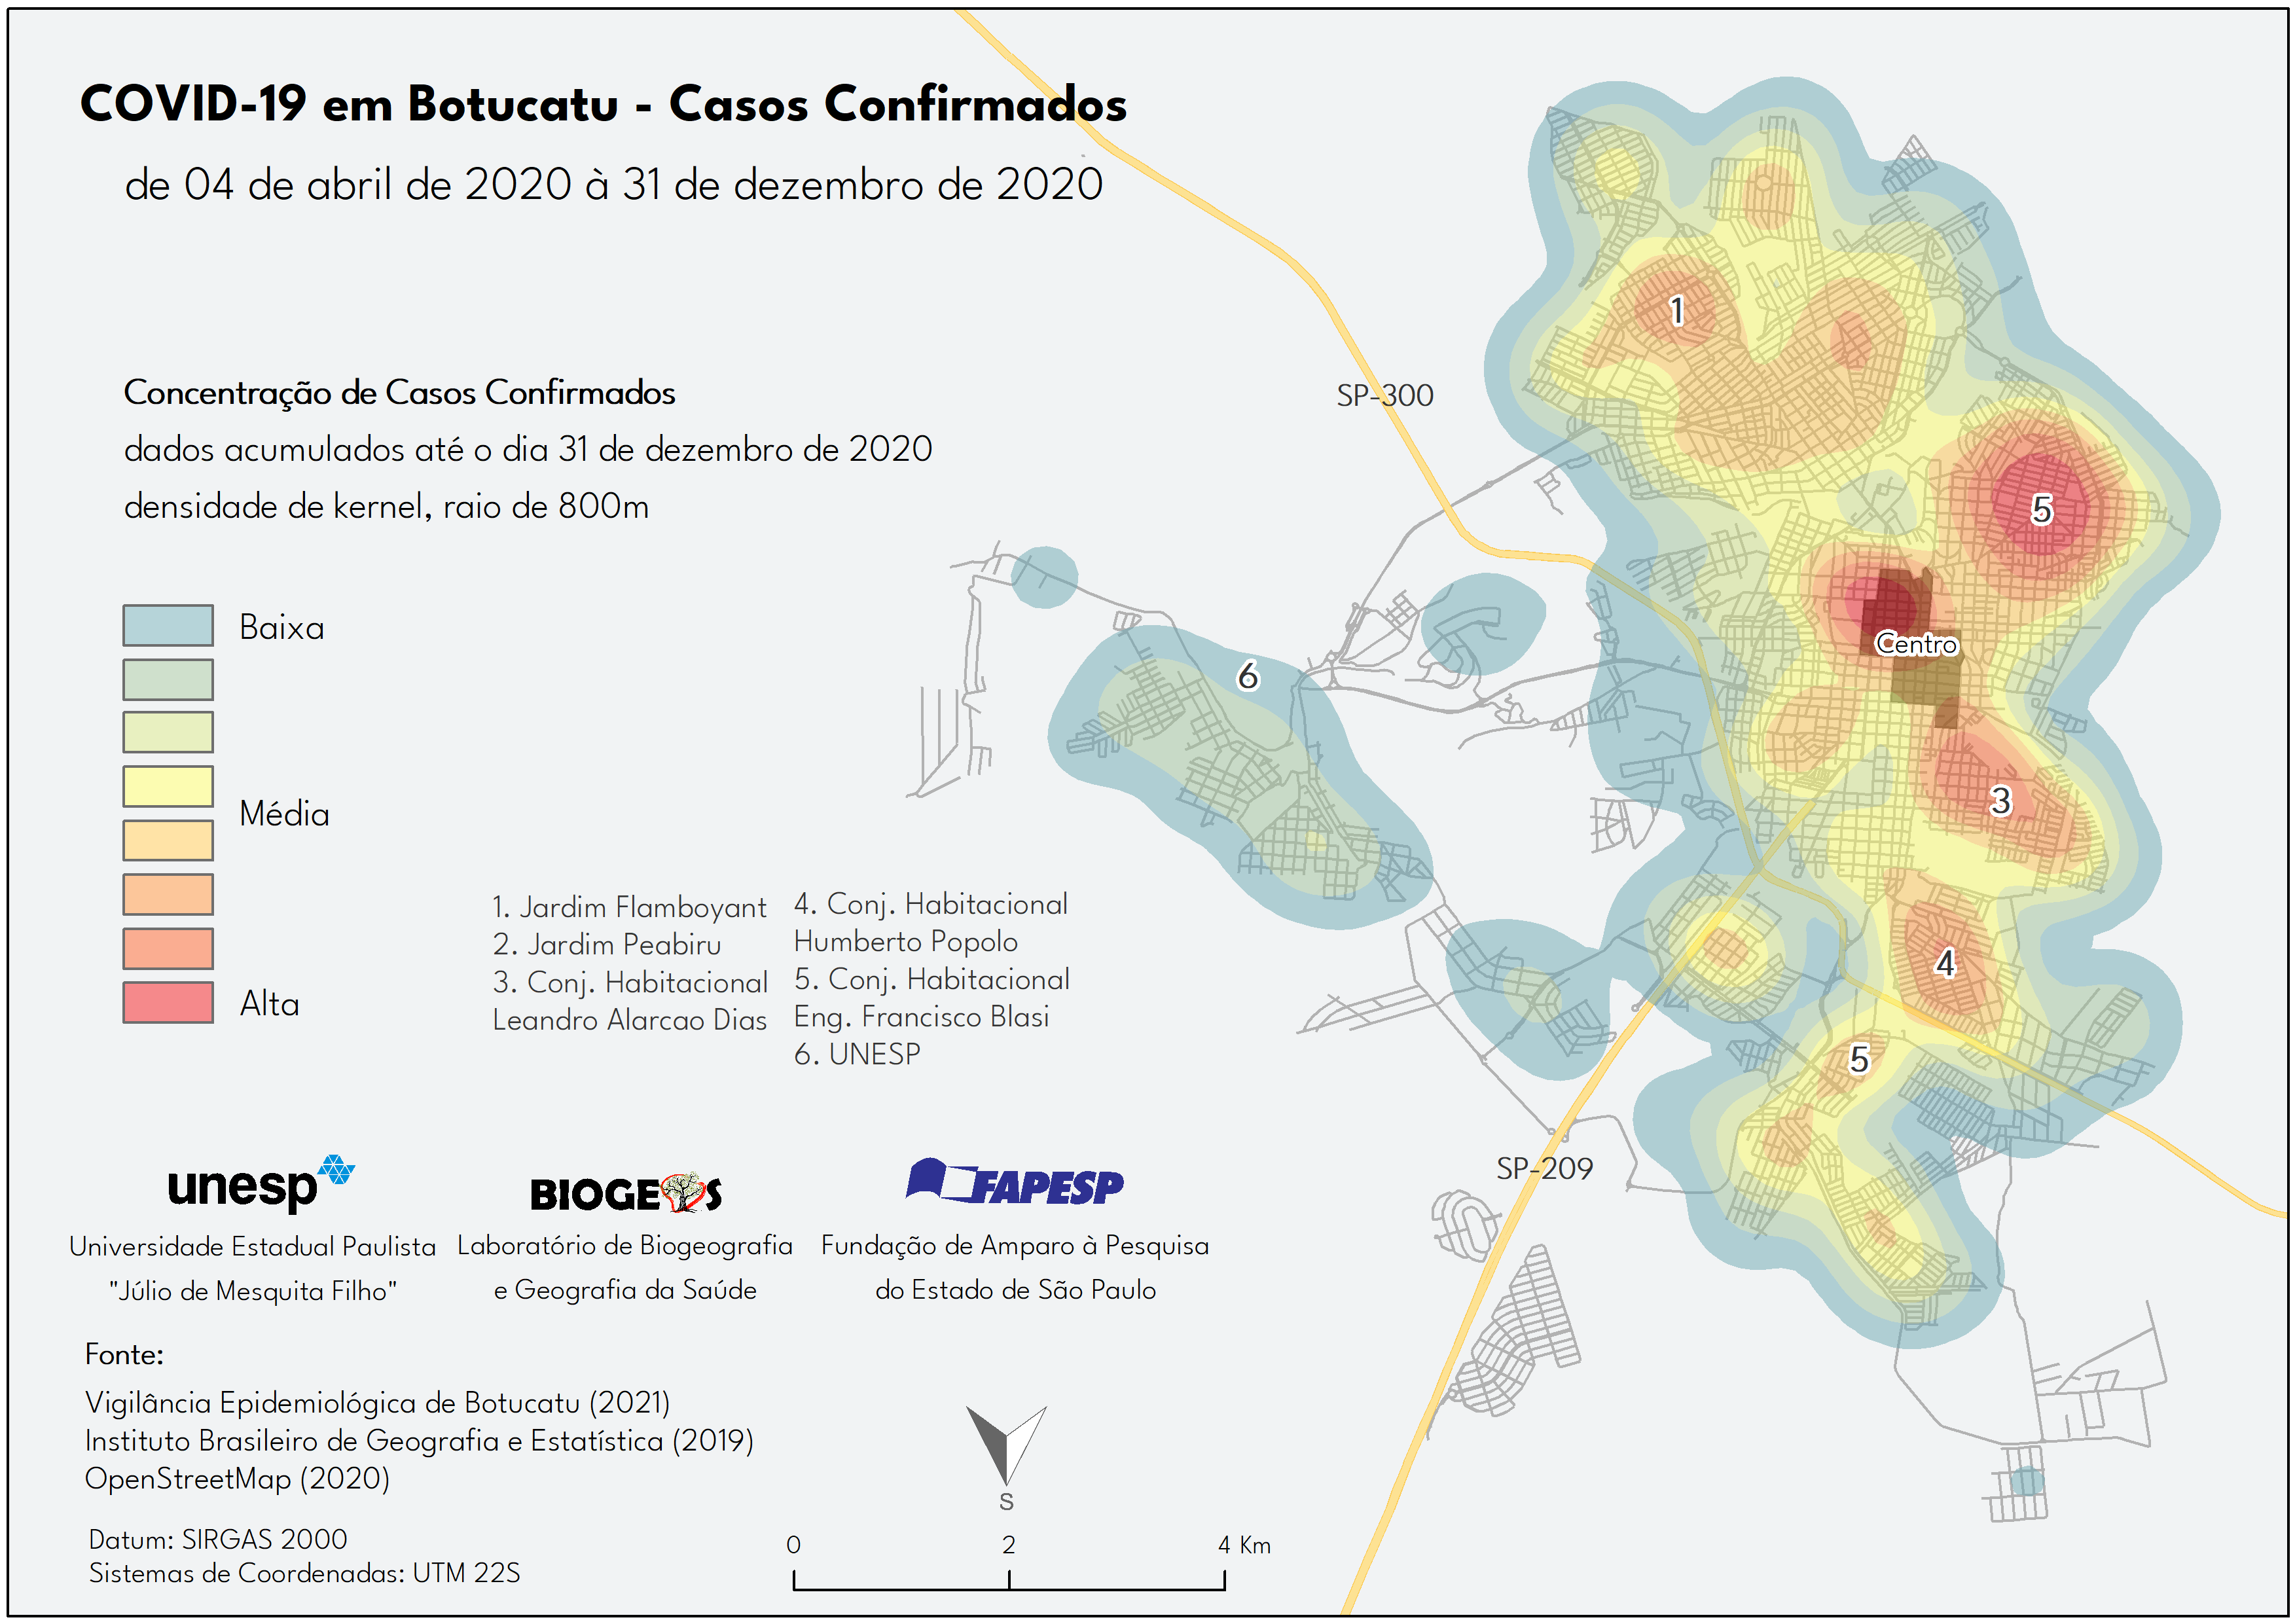 COVID-19 em Botucatu - Casos Confirmados
de 04 de abril de 2020 à 31 de dezembro de 2020
Concentração de Casos Confirmados
dados acumulados até o dia 31 de dezembro de 2020
densidade de kernel, raio de 800m
Baixa
Média
Alta
1. Jardim Flamboyant
2. Jardim Peabiru
3. Conj. Habitacional
Leandro Alarcao Dias
4. Conj. Habitacional
Humberto Popolo
5. Conj. Habitacional
Eng. Francisco Blasi
6. UNESP
unesp
Universidade Estadual Paulista
"Júlio de Mesquita Filho"
BIOGEOS
Laboratório de Biogeografia
e Geografia da Saúde
FAPESP
Fundação de Amparo à Pesquisa
do Estado de São Paulo
Fonte:
Vigilância Epidemiológica de Botucatu (2021)
Instituto Brasileiro de Geografia e Estatística (2019)
OpenStreetMap (2020)
Datum: SIRGAS 2000
Sistemas de Coordenadas: UTM 22S
S
0 2 4 Km
1
SP-300
5
Centro
6
3
4
5
SP-209